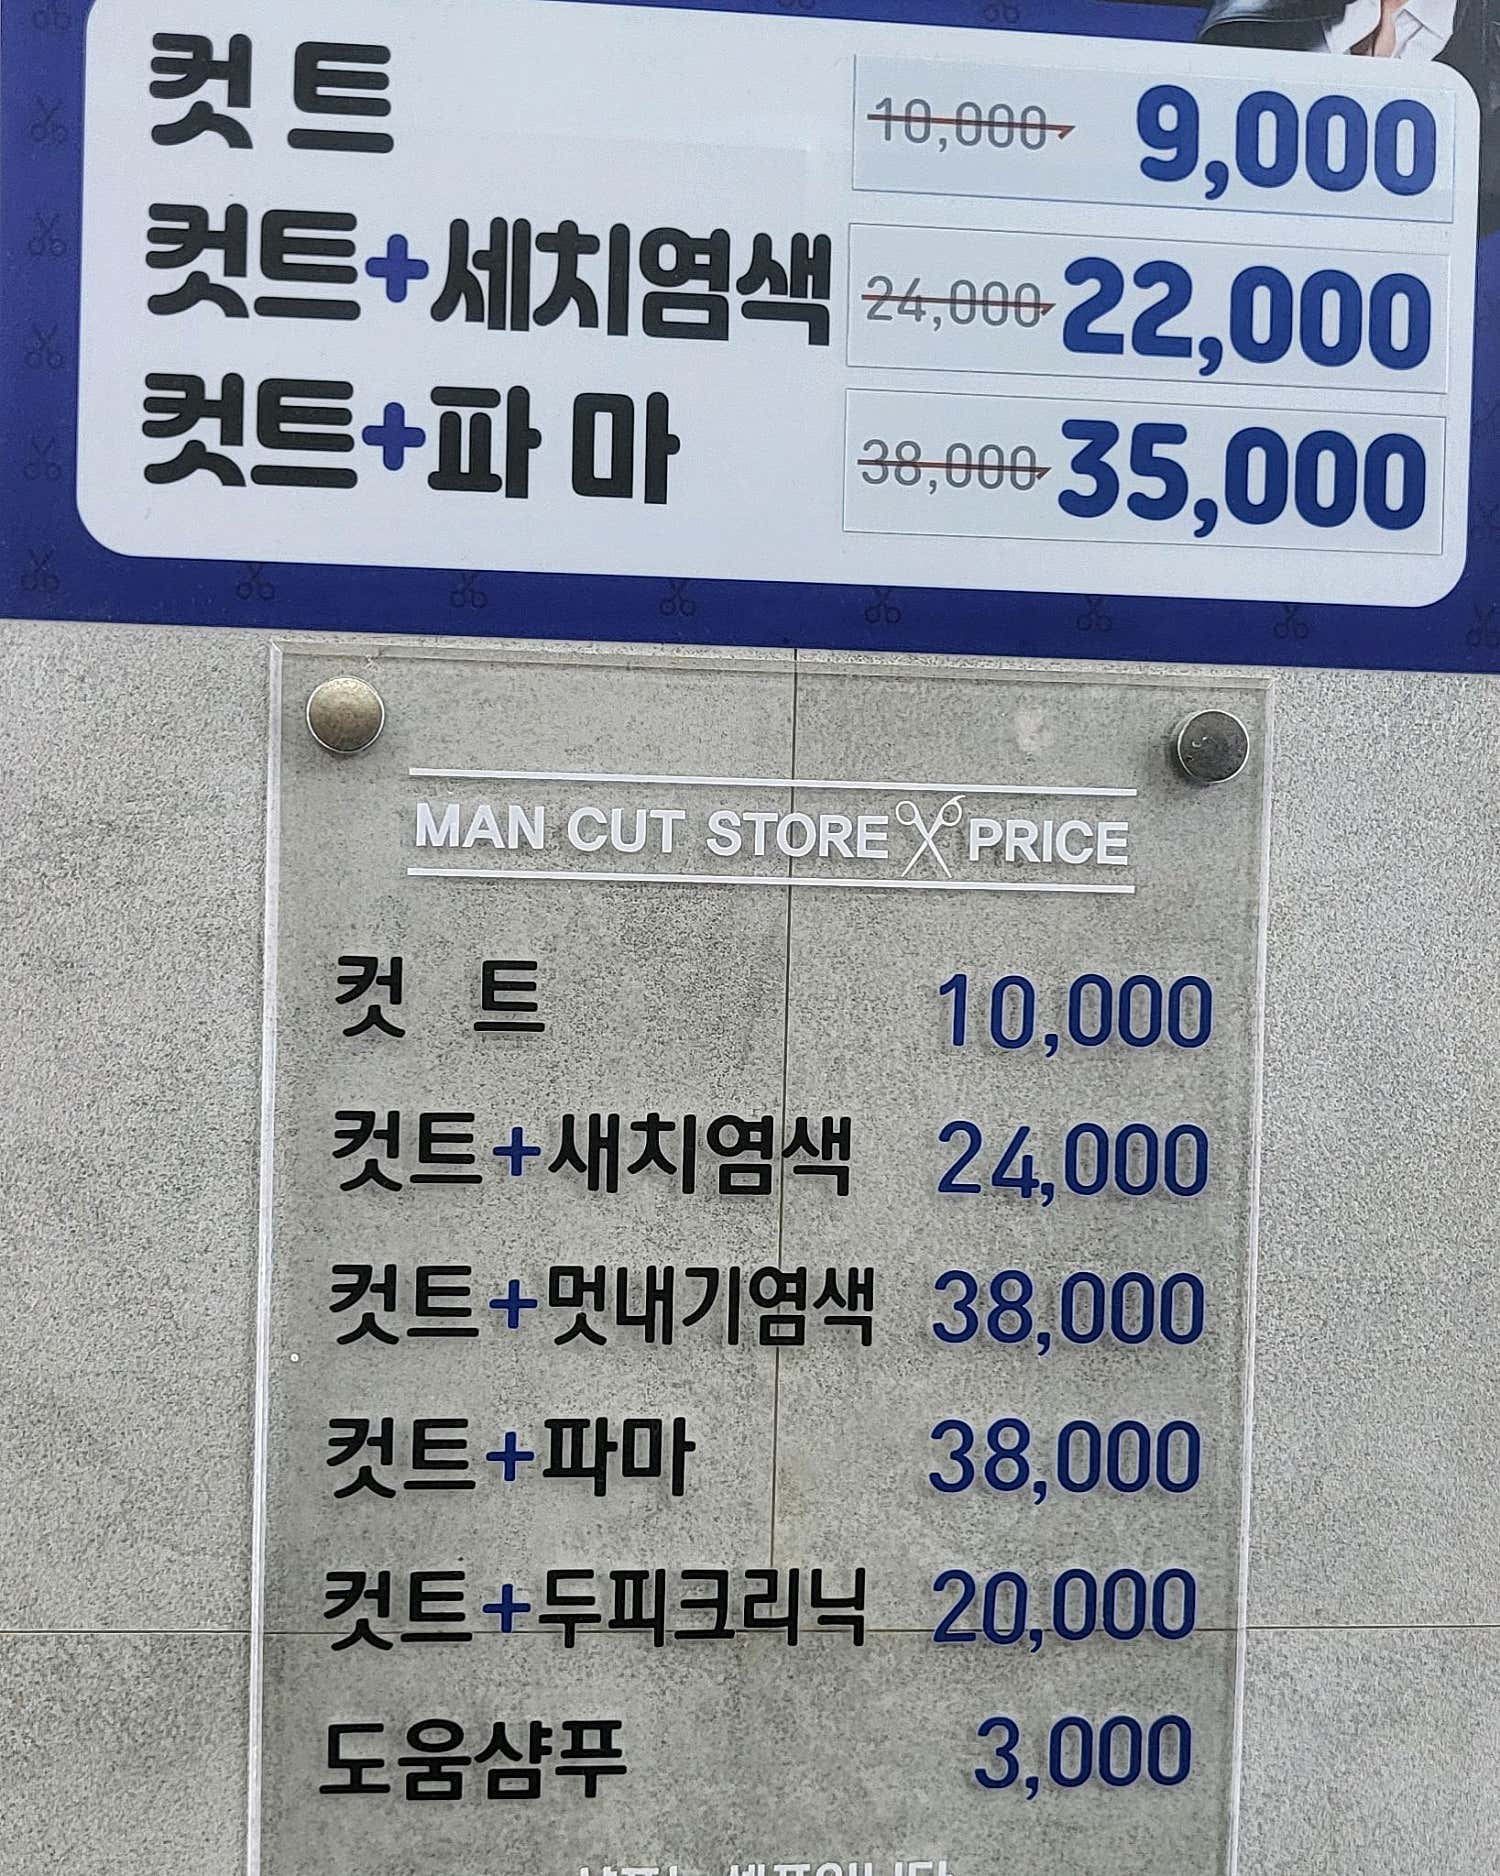 컷 트 10,000 9,000
컷트+세치염색 24,000 22,000
컷트+파 마 38,000 35,000
MAN CUT STORE PRICE
컷 트 10,000
컷트+새치염색 24,000
컷트+멋내기염색 38,000
컷트+파마 38,000
컷트+두피크리닉 20,000
도움샴푸 3,000